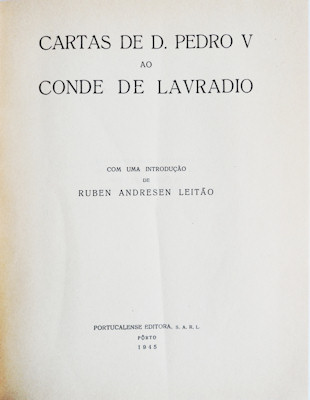 CARTAS DE D. PEDRO V
AO
CONDE DE LAVRADIO
COM UMA INTRODUÇÃO
DE
RUBEN ANDRESEN LEITÃO
PORTUCALENSE EDITORA, S. A. R. L.
PÔRTO
1945